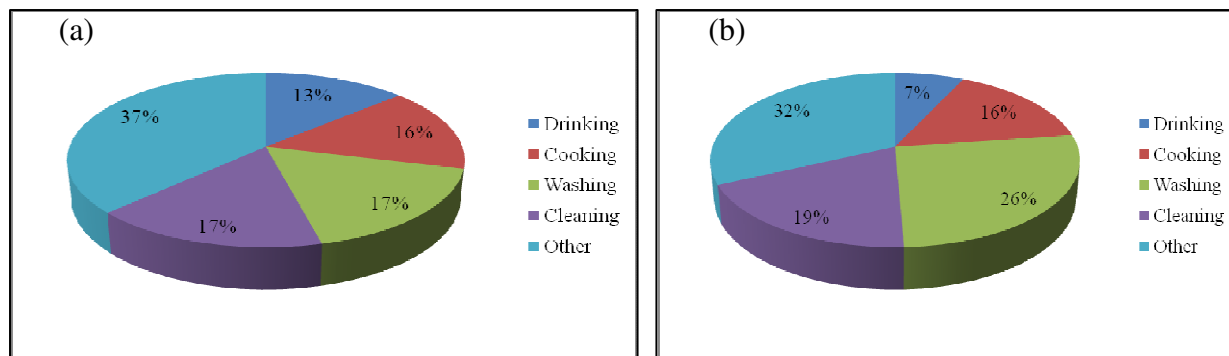 (a)
13%
16%
17%
17%
37%
Drinking
Cooking
Washing
Cleaning
Other
(b)
7%
16%
26%
19%
32%
Drinking
Cooking
Washing
Cleaning
Other